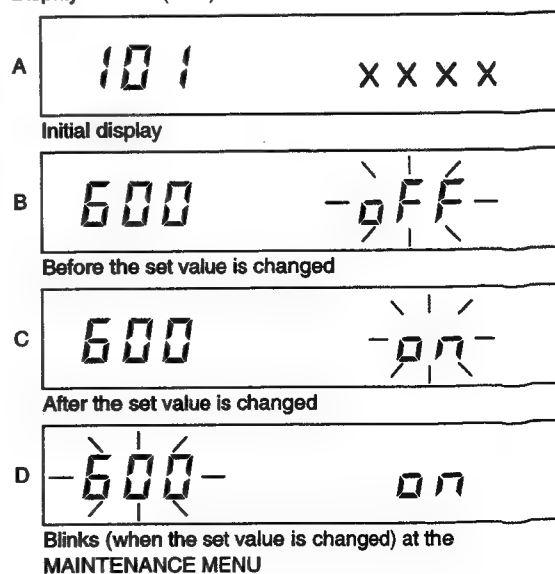 A
101 X X X X
Initial display
B
600 oFF
Before the set value is changed
C
600 on
After the set value is changed
D
600 on
Blinks (when the set value is changed) at the
MAINTENANCE MENU